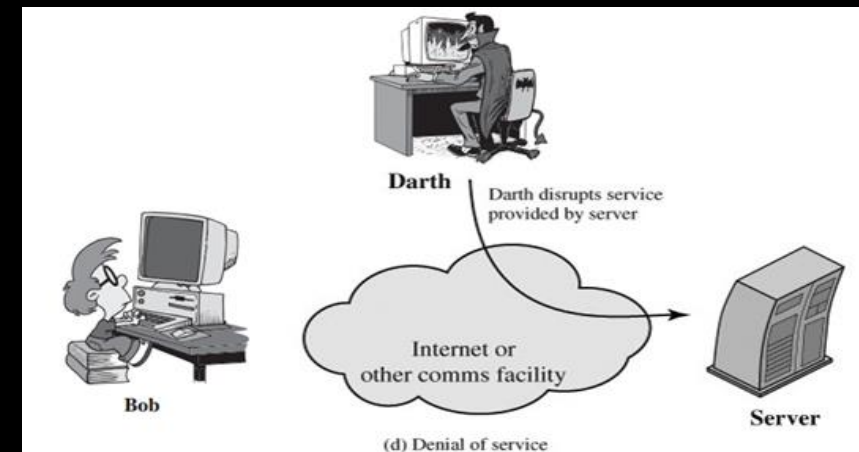 Darth
Darth disrupts service
provided by server
Internet or
other comms facility
Bob
Server
(d) Denial of service